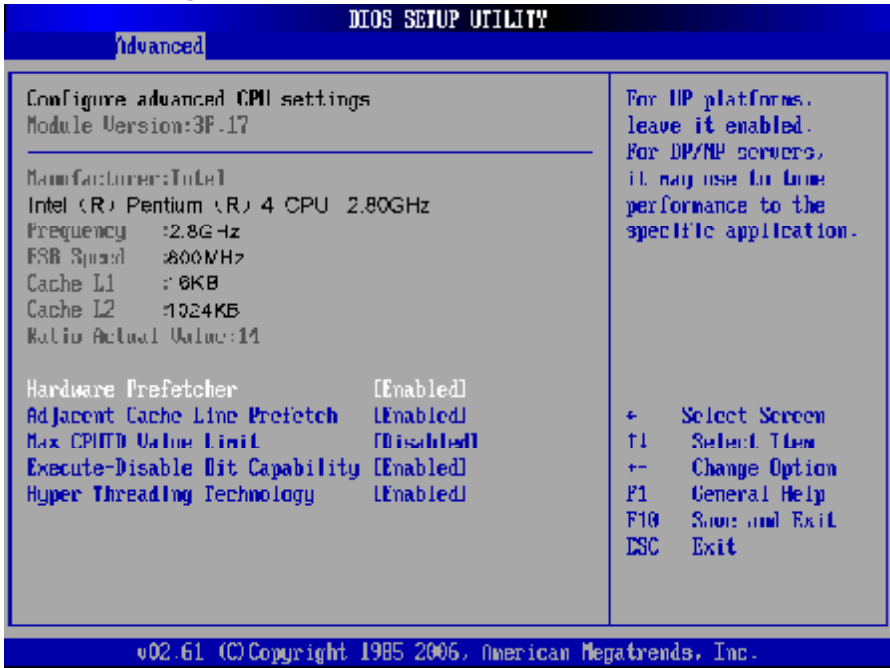 BIOS SETUP UTILITY
Advanced
Configure advanced CPU settings
Module Version:3F.17
Manufacturer:Intel
Intel (R) Pentium (R) 4 CPU 2.80GHz
Frequency :2.8GHz
FSB Speed :800MHz
Cache L1 :16KB
Cache L2 :1024KB
Ratio Actual Value:14
Hardware Prefetcher [Enabled]
Adjacent Cache Line Prefetch [Enabled]
Max CPUID Value Limit [Disabled]
Execute-Disable Bit Capability [Enabled]
Hyper Threading Technology [Enabled]
For UP platforms,
leave it enabled.
For DP/MP servers,
it may use to tune
performance to the
specific application.
← Select Screen
↑↓ Select Item
+- Change Option
F1 General Help
F10 Save and Exit
ESC Exit
v02.61 (C)Copyright 1985 2006, American Megatrends, Inc.